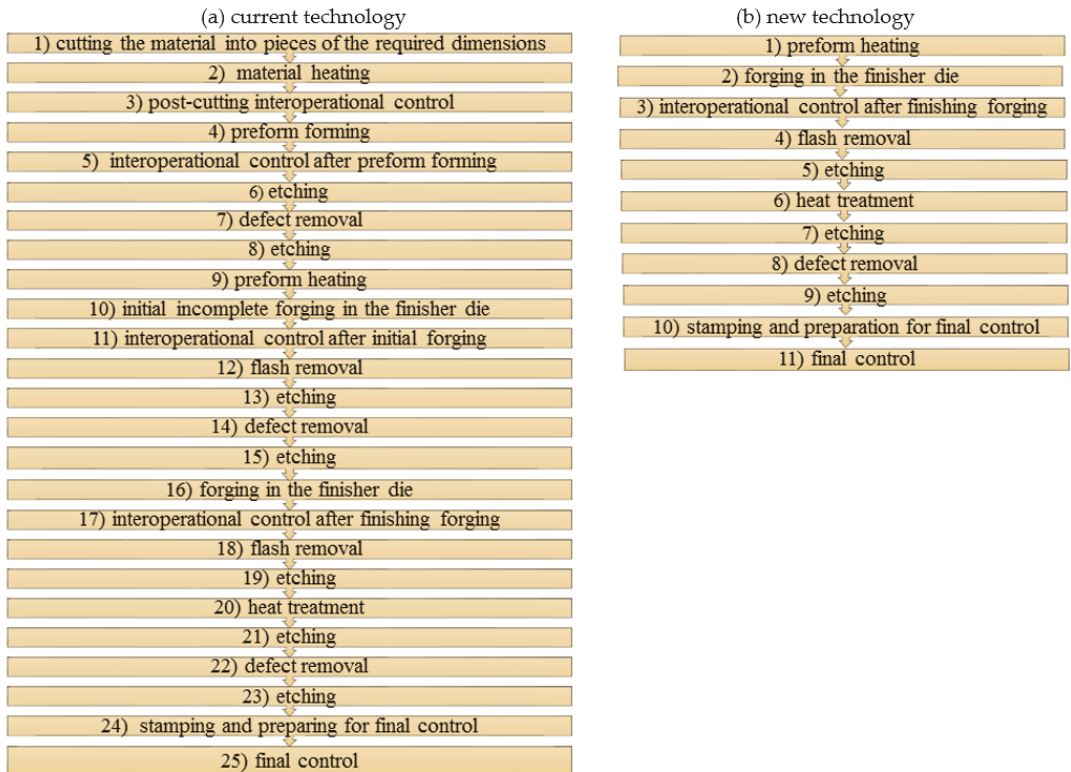 (a) current technology
1) cutting the material into pieces of the required dimensions
2) material heating
3) post-cutting interoperational control
4) preform forming
5) interoperational control after preform forming
6) etching
7) defect removal
8) etching
9) preform heating
10) initial incomplete forging in the finisher die
11) interoperational control after initial forging
12) flash removal
13) etching
14) defect removal
15) etching
16) forging in the finisher die
17) interoperational control after finishing forging
18) flash removal
19) etching
20) heat treatment
21) etching
22) defect removal
23) etching
24) stamping and preparing for final control
25) final control
(b) new technology
1) preform heating
2) forging in the finisher die
3) interoperational control after finishing forging
4) flash removal
5) etching
6) heat treatment
7) etching
8) defect removal
9) etching
10) stamping and preparation for final control
11) final control